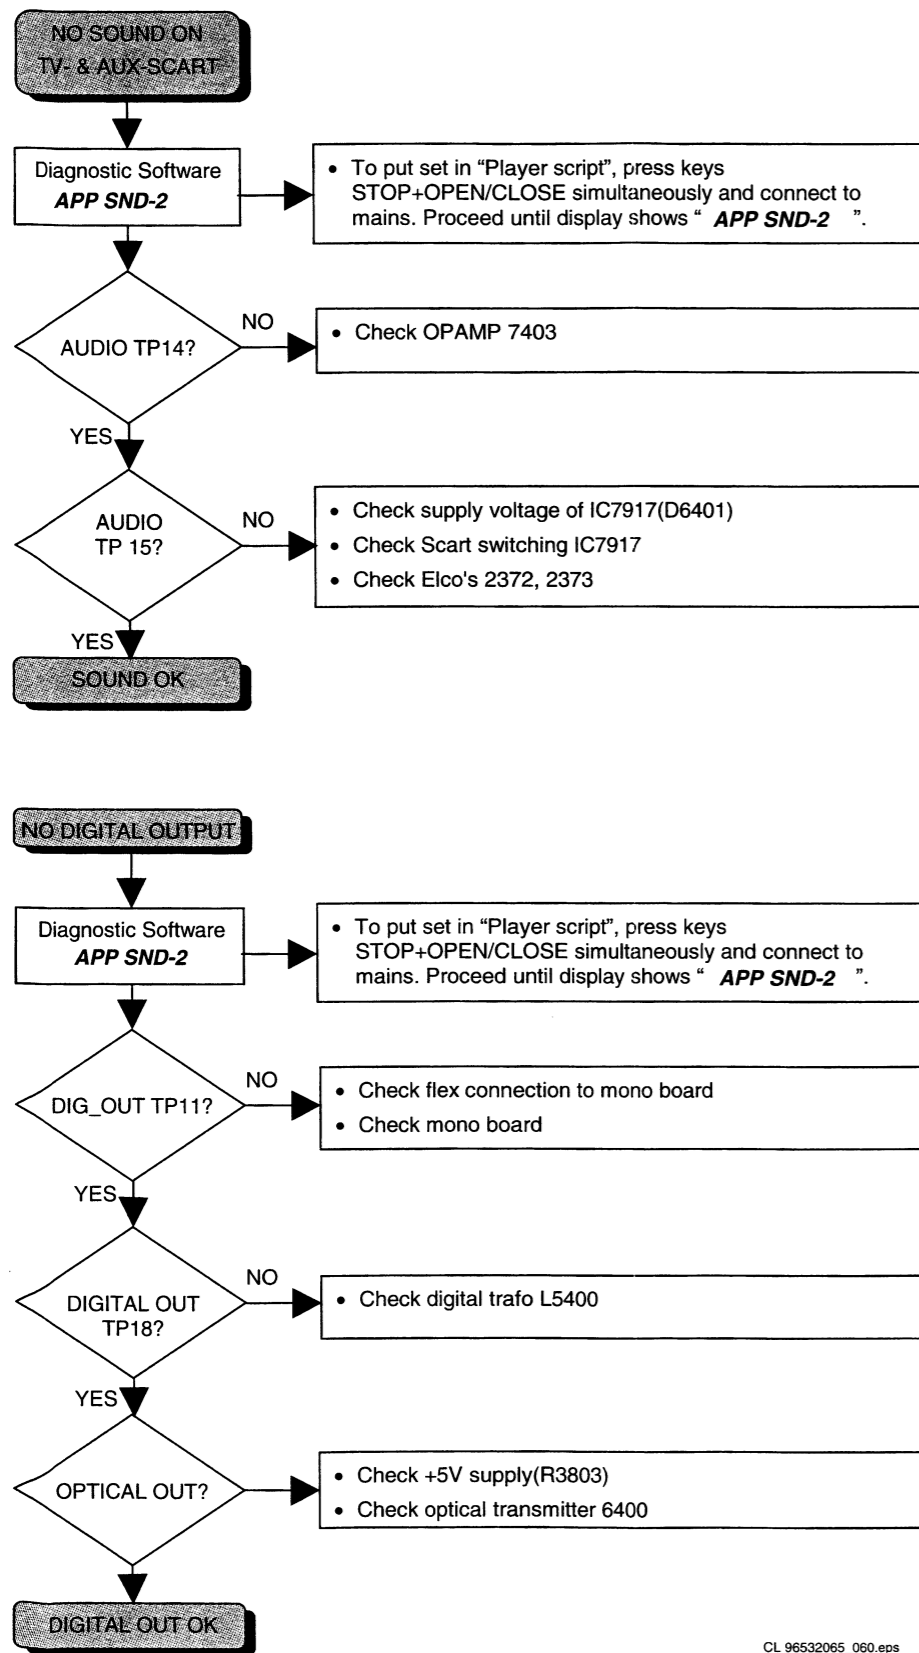 NO SOUND ON
TV- & AUX-SCART
Diagnostic Software
APP SND-2
• To put set in “Player script”, press keys
STOP+OPEN/CLOSE simultaneously and connect to
mains. Proceed until display shows “ APP SND-2 ”.
AUDIO TP14?
NO
• Check OPAMP 7403
YES
AUDIO
TP 15?
NO
• Check supply voltage of IC7917(D6401)
• Check Scart switching IC7917
• Check Elco's 2372, 2373
YES
SOUND OK
NO DIGITAL OUTPUT
Diagnostic Software
APP SND-2
• To put set in “Player script”, press keys
STOP+OPEN/CLOSE simultaneously and connect to
mains. Proceed until display shows “ APP SND-2 ”.
DIG_OUT TP11?
NO
• Check flex connection to mono board
• Check mono board
YES
DIGITAL OUT
TP18?
NO
• Check digital trafo L5400
YES
OPTICAL OUT?
• Check +5V supply(R3803)
• Check optical transmitter 6400
DIGITAL OUT OK
CL 96532065_060.eps